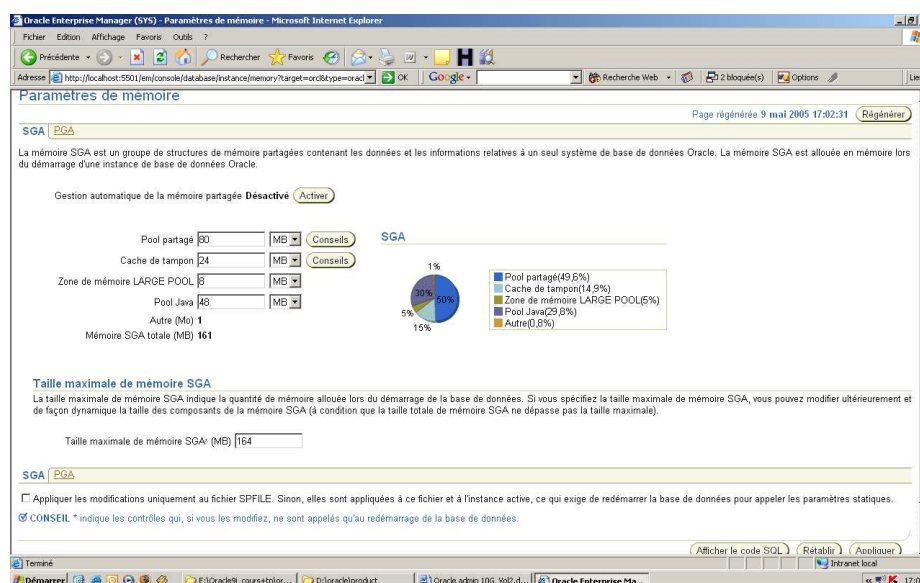 Oracle Enterprise Manager (SYS) - Paramètres de mémoire - Microsoft Internet Explorer
Fichier Edition Affichage Favoris Outils ?
Précédente Rechercher Favoris
Adresse http://localhost:5501/em/console/database/instance/memory?target=orcl&type=oracl OK Google Recherche Web 2 bloquée(s) Options Lie
Paramètres de mémoire
Page régénérée 9 mai 2005 17:02:31 Régénérer
SGA PGA
La mémoire SGA est un groupe de structures de mémoire partagées contenant les données et les informations relatives à un seul système de base de données Oracle. La mémoire SGA est allouée en mémoire lors
du démarrage d'une instance de base de données Oracle.
Gestion automatique de la mémoire partagée Désactivé Activer
Pool partagé 80 MB Conseils
Cache de tampon 24 MB Conseils
Zone de mémoire LARGE POOL 8 MB
Pool Java 48 MB
Autre (Mo) 1
Mémoire SGA totale (MB) 161
SGA
1%
30%
50%
5%
15%
Pool partagé(49,6%)
Cache de tampon(14,9%)
Zone de mémoire LARGE POOL(5%)
Pool Java(29,8%)
Autre(0,8%)
Taille maximale de mémoire SGA
La taille maximale de mémoire SGA indique la quantité de mémoire allouée lors du démarrage de la base de données. Si vous spécifiez la taille maximale de mémoire SGA, vous pouvez modifier ultérieurement et
de façon dynamique la taille des composants de la mémoire SGA (à condition que la taille totale de mémoire SGA ne dépasse pas la taille maximale).
Taille maximale de mémoire SGA* (MB) 164
SGA PGA
Appliquer les modifications uniquement au fichier SPFILE. Sinon, elles sont appliquées à ce fichier et à l'instance active, ce qui exige de redémarrer la base de données pour appeler les paramètres statiques.
CONSEIL * indique les contrôles qui, si vous les modifiez, ne sont appelés qu'au redémarrage de la base de données.
Afficher le code SQL Rétablir Appliquer
Terminé Intranet local
Démarrer E:\Oracle9i_cours+tp\or... D:\oracle\product Oracle admin 10G_Vol2.d... Oracle Enterprise Ma... 17:0